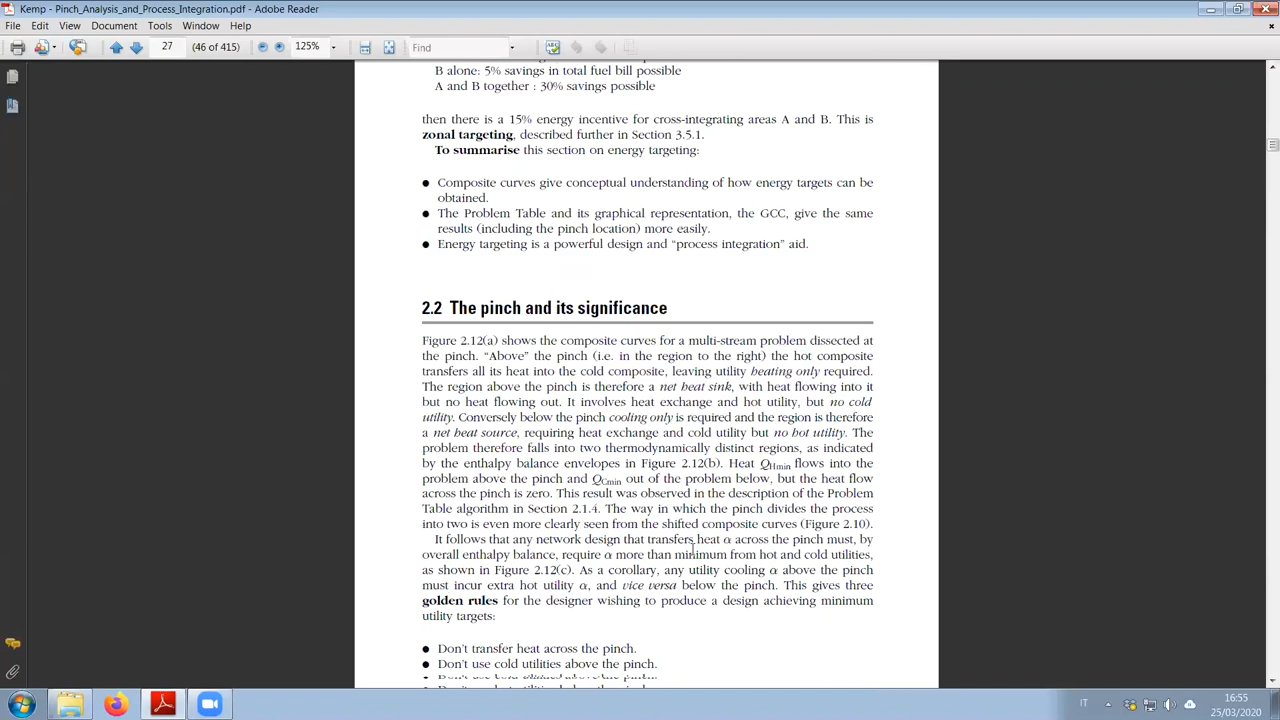 Kemp - Pinch_Analysis_and_Process_Integration.pdf - Adobe Reader
File Edit View Document Tools Window Help
27 (46 of 415) 125% Find
B alone: 5% savings in total fuel bill possible
A and B together : 30% savings possible
then there is a 15% energy incentive for cross-integrating areas A and B. This is
zonal targeting, described further in Section 3.5.1.
To summarise this section on energy targeting:
● Composite curves give conceptual understanding of how energy targets can be
obtained.
● The Problem Table and its graphical representation, the GCC, give the same
results (including the pinch location) more easily.
● Energy targeting is a powerful design and “process integration” aid.
2.2 The pinch and its significance
Figure 2.12(a) shows the composite curves for a multi-stream problem dissected at
the pinch. “Above” the pinch (i.e. in the region to the right) the hot composite
transfers all its heat into the cold composite, leaving utility heating only required.
The region above the pinch is therefore a net heat sink, with heat flowing into it
but no heat flowing out. It involves heat exchange and hot utility, but no cold
utility. Conversely below the pinch cooling only is required and the region is therefore
a net heat source, requiring heat exchange and cold utility but no hot utility. The
problem therefore falls into two thermodynamically distinct regions, as indicated
by the enthalpy balance envelopes in Figure 2.12(b). Heat QHmin flows into the
problem above the pinch and QCmin out of the problem below, but the heat flow
across the pinch is zero. This result was observed in the description of the Problem
Table algorithm in Section 2.1.4. The way in which the pinch divides the process
into two is even more clearly seen from the shifted composite curves (Figure 2.10).
It follows that any network design that transfers heat α across the pinch must, by
overall enthalpy balance, require α more than minimum from hot and cold utilities,
as shown in Figure 2.12(c). As a corollary, any utility cooling α above the pinch
must incur extra hot utility α, and vice versa below the pinch. This gives three
golden rules for the designer wishing to produce a design achieving minimum
utility targets:
● Don’t transfer heat across the pinch.
● Don’t use cold utilities above the pinch.
IT 16:55
25/03/2020